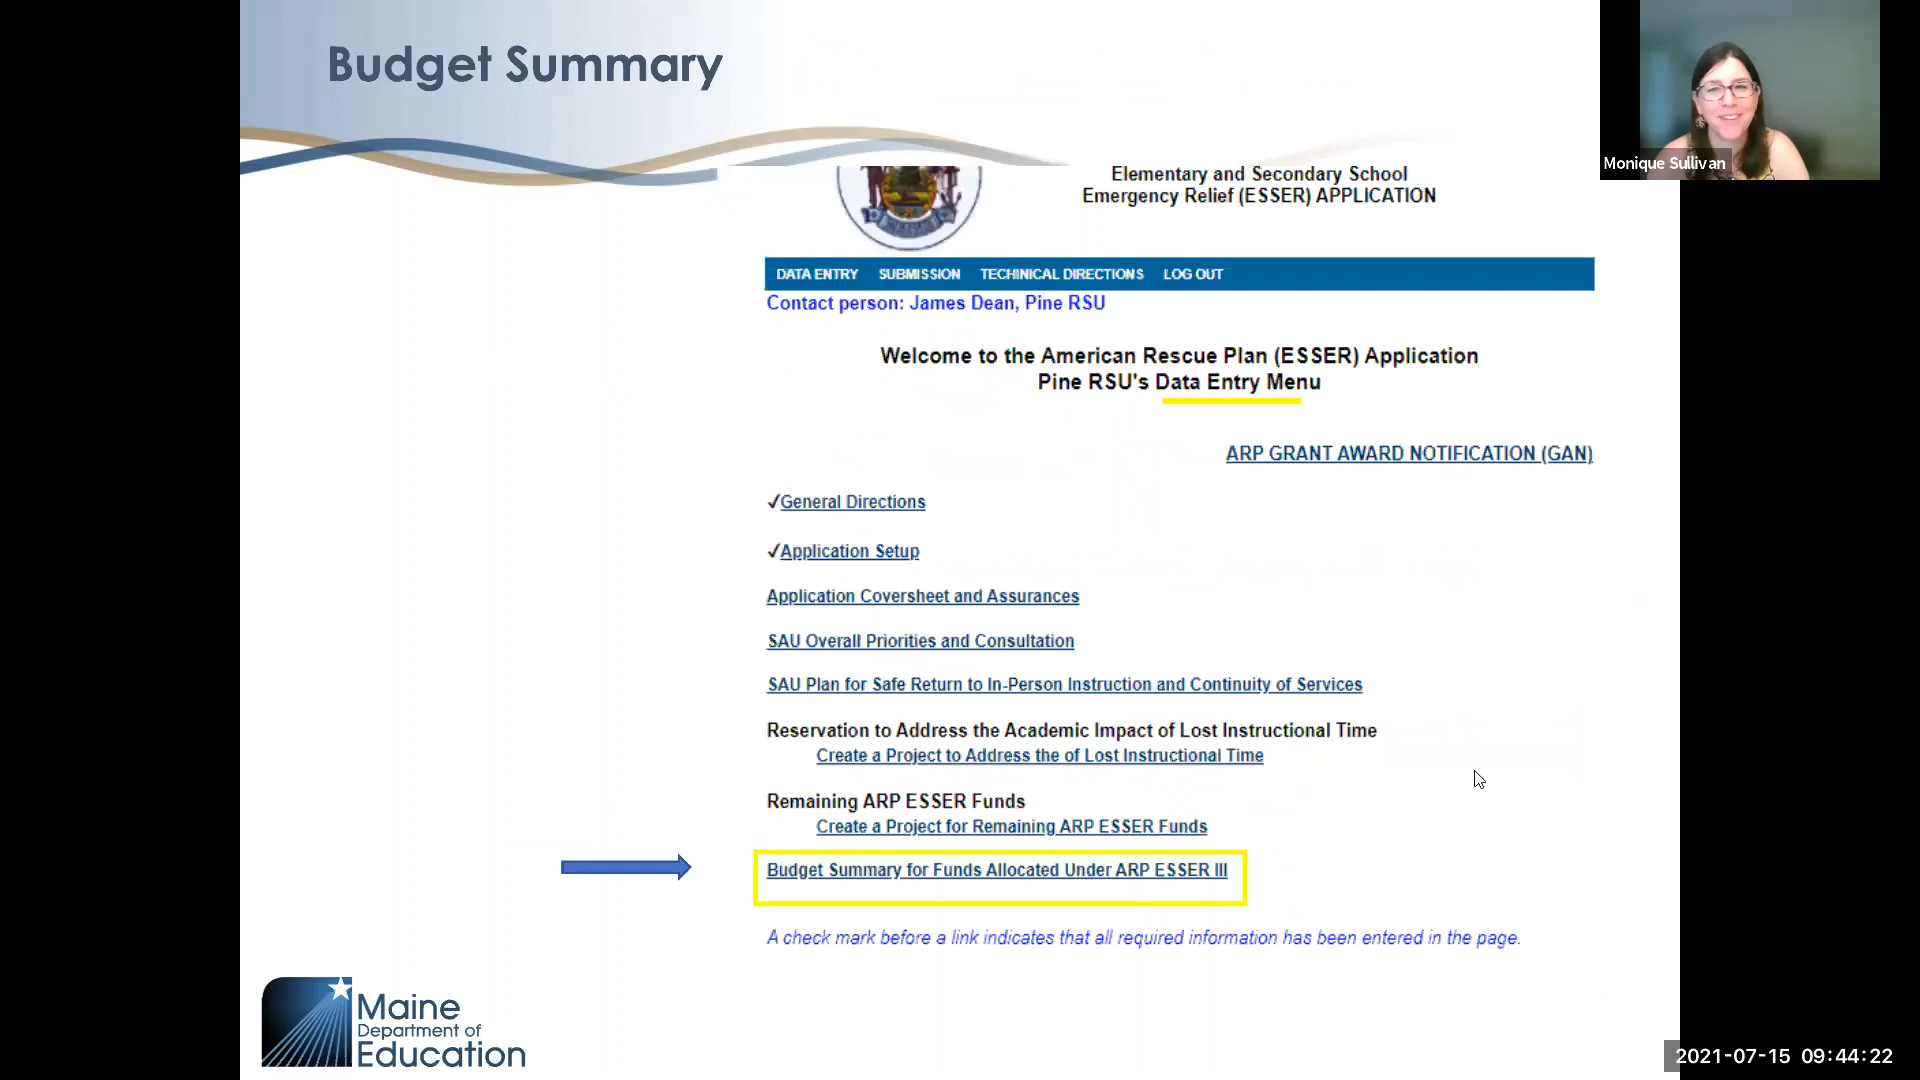 Budget Summary
Monique Sullivan
Elementary and Secondary School
Emergency Relief (ESSER) APPLICATION
DATA ENTRY SUBMISSION TECHINICAL DIRECTIONS LOG OUT
Contact person: James Dean, Pine RSU
Welcome to the American Rescue Plan (ESSER) Application
Pine RSU's Data Entry Menu
ARP GRANT AWARD NOTIFICATION (GAN)
✓General Directions
✓Application Setup
Application Coversheet and Assurances
SAU Overall Priorities and Consultation
SAU Plan for Safe Return to In-Person Instruction and Continuity of Services
Reservation to Address the Academic Impact of Lost Instructional Time
Create a Project to Address the of Lost Instructional Time
Remaining ARP ESSER Funds
Create a Project for Remaining ARP ESSER Funds
Budget Summary for Funds Allocated Under ARP ESSER III
A check mark before a link indicates that all required information has been entered in the page.
Maine
Department of
Education
2021-07-15 09:44:22